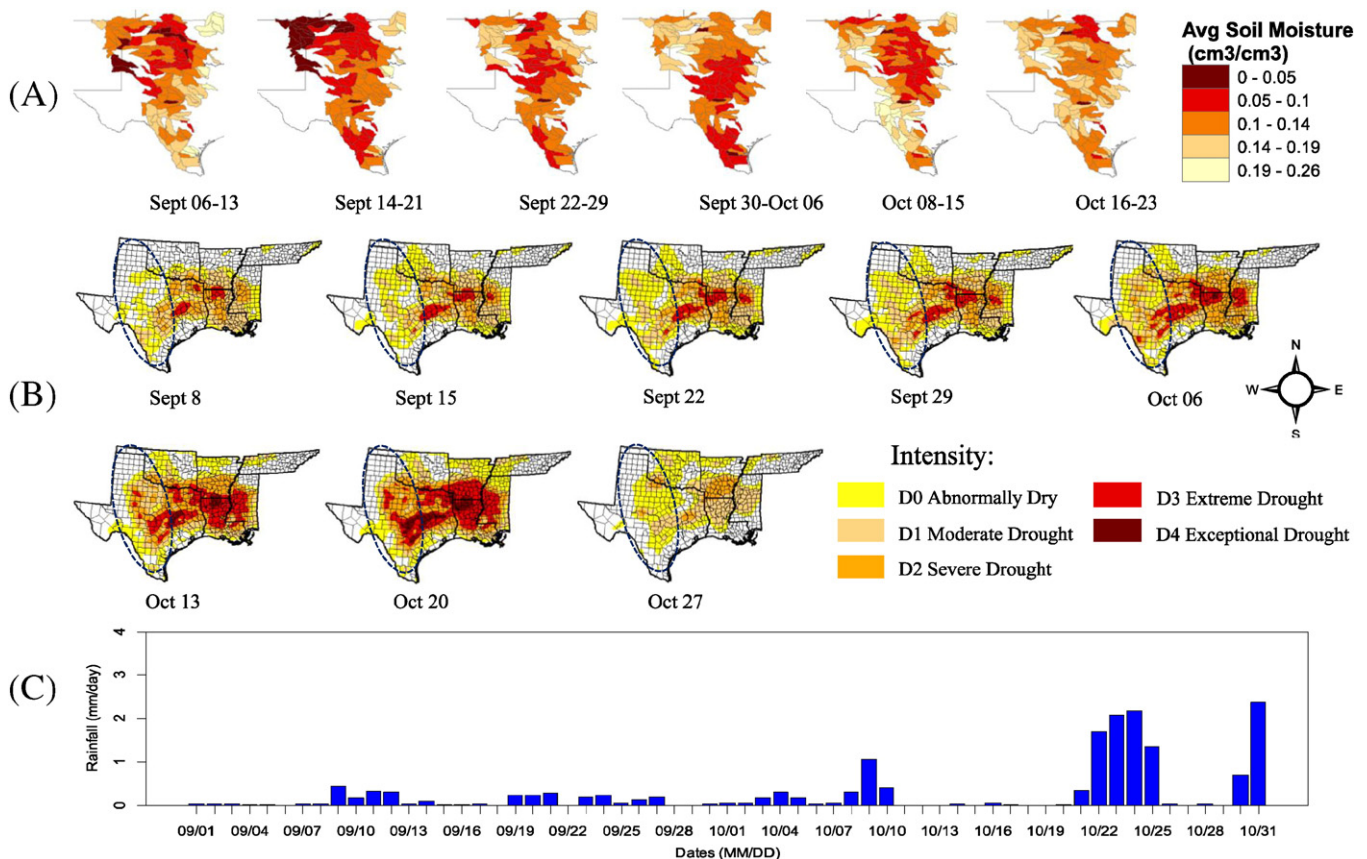 (A)
Avg Soil Moisture
(cm3/cm3)
0 - 0.05
0.05 - 0.1
0.1 - 0.14
0.14 - 0.19
0.19 - 0.26
Sept 06-13
Sept 14-21
Sept 22-29
Sept 30-Oct 06
Oct 08-15
Oct 16-23
(B)
Sept 8
Sept 15
Sept 22
Sept 29
Oct 06
N
W
E
S
Intensity:
D0 Abnormally Dry
D1 Moderate Drought
D2 Severe Drought
D3 Extreme Drought
D4 Exceptional Drought
Oct 13
Oct 20
Oct 27
(C)
Rainfall (mm/day)
4
3
2
1
0
09/01 09/04 09/07 09/10 09/13 09/16 09/19 09/22 09/25 09/28 10/01 10/04 10/07 10/10 10/13 10/16 10/19 10/22 10/25 10/28 10/31
Dates (MM/DD)